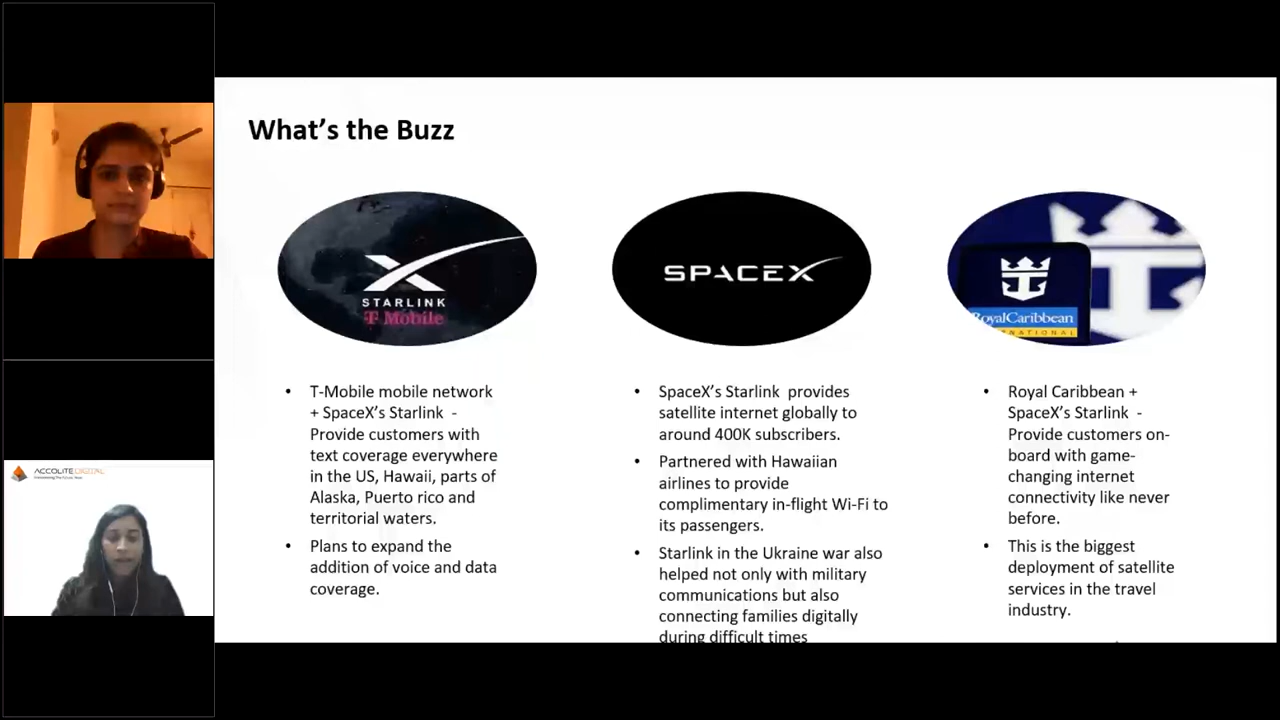 What's the Buzz
STARLINK
T Mobile
SPACEX
RoyalCaribbean
• T-Mobile mobile network
+ SpaceX's Starlink -
Provide customers with
text coverage everywhere
in the US, Hawaii, parts of
Alaska, Puerto rico and
territorial waters.
• Plans to expand the
addition of voice and data
coverage.
• SpaceX's Starlink provides
satellite internet globally to
around 400K subscribers.
• Partnered with Hawaiian
airlines to provide
complimentary in-flight Wi-Fi to
its passengers.
• Starlink in the Ukraine war also
helped not only with military
communications but also
connecting families digitally
during difficult times
• Royal Caribbean +
SpaceX's Starlink -
Provide customers on-
board with game-
changing internet
connectivity like never
before.
• This is the biggest
deployment of satellite
services in the travel
industry.
ACCOLITE DIGITAL